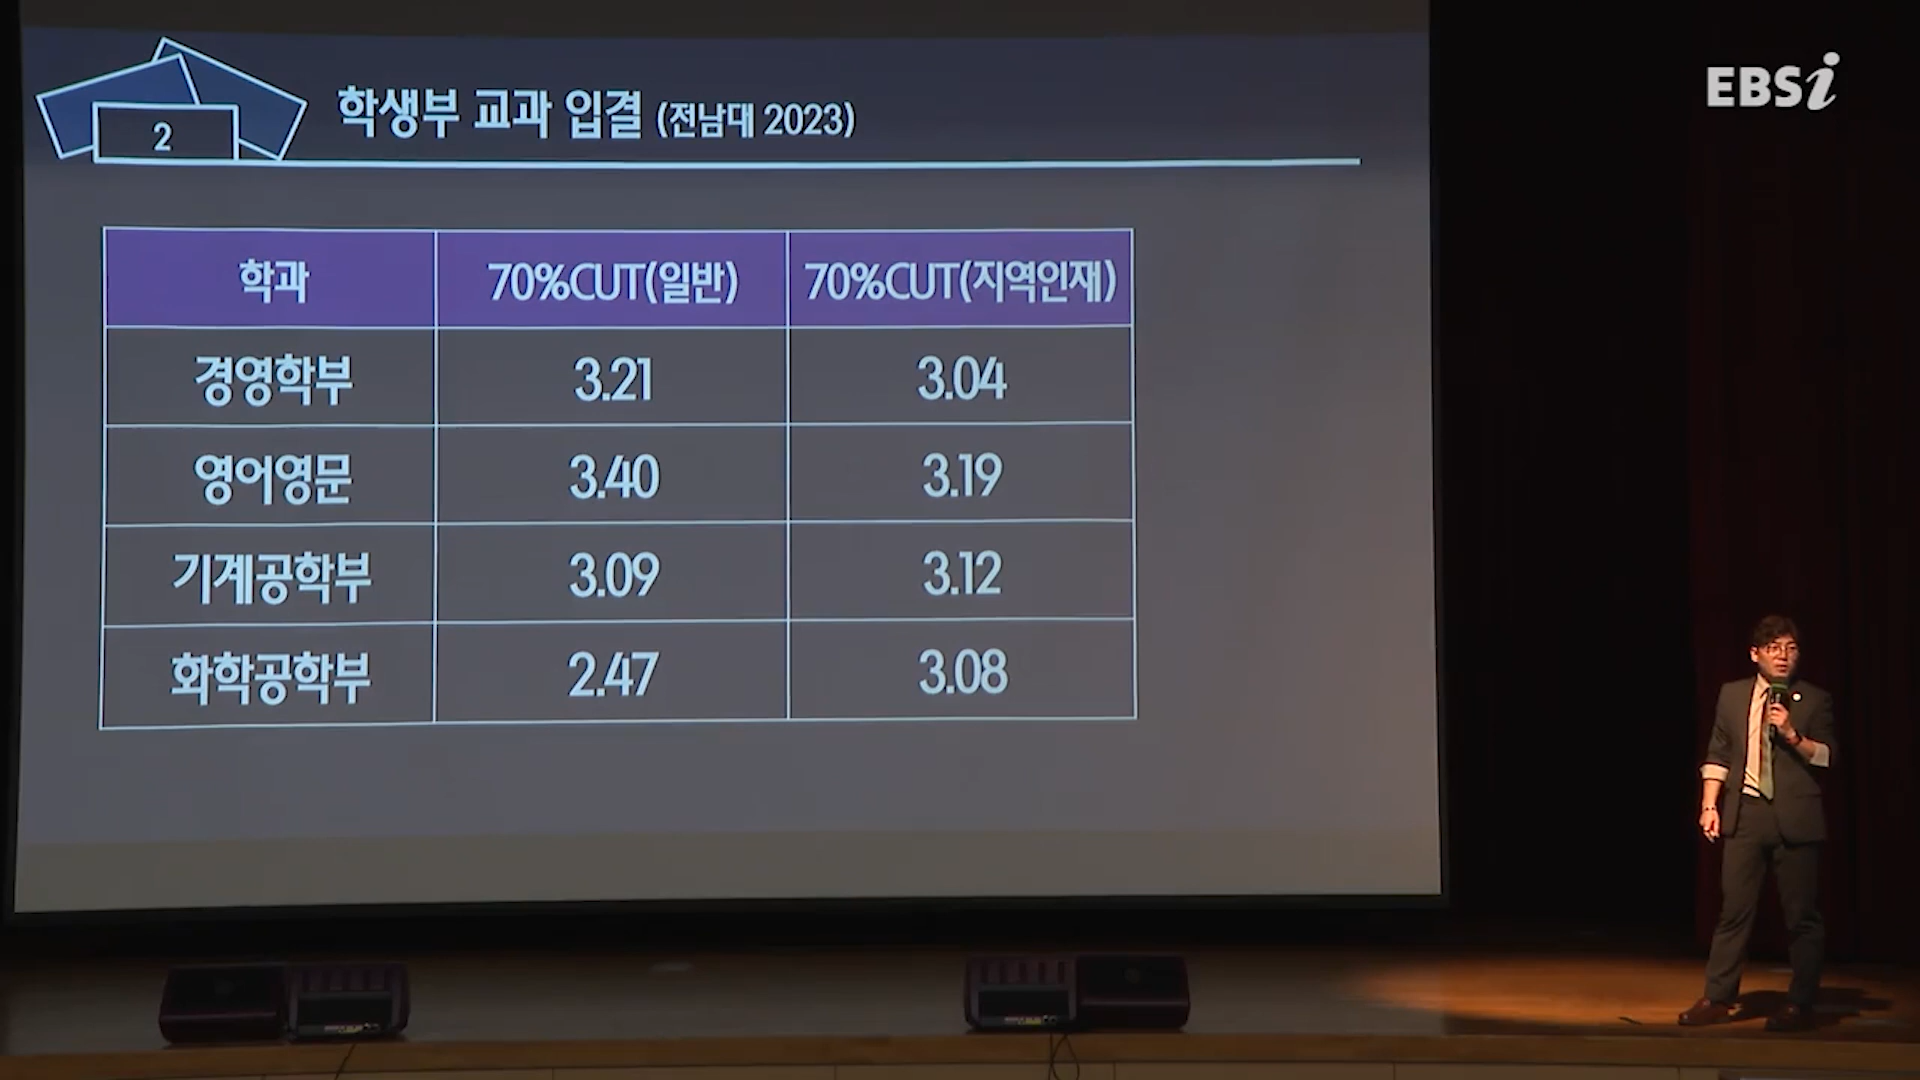 EBSi
2
학생부 교과 입결 (전남대 2023)
학과 70%CUT(일반) 70%CUT(지역인재)
경영학부 3.21 3.04
영어영문 3.40 3.19
기계공학부 3.09 3.12
화학공학부 2.47 3.08